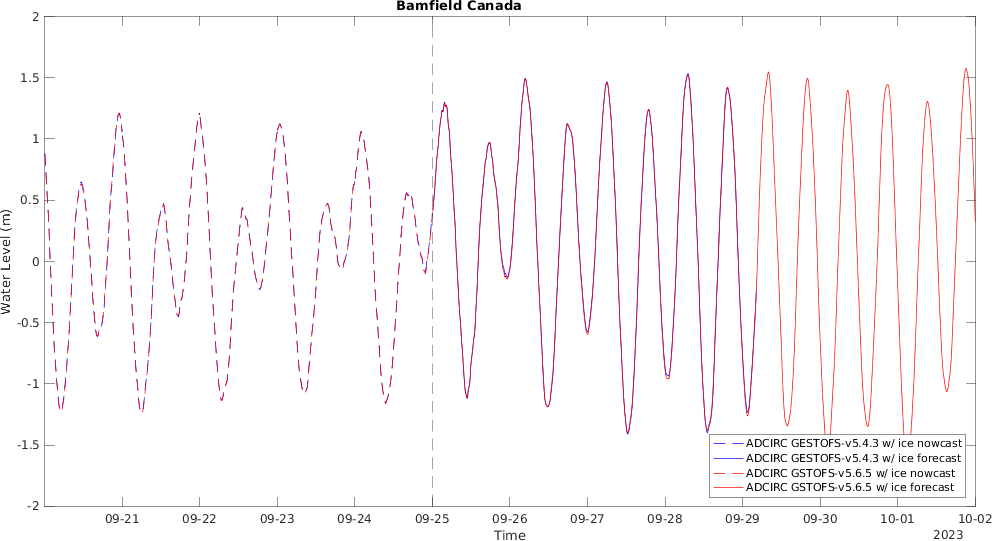 Bamfield Canada
2
1.5
1
0.5
0
-0.5
-1
-1.5
-2
Water Level (m)
09-21 09-22 09-23 09-24 09-25 09-26 09-27 09-28 09-29 09-30 10-01 10-02
Time
2023
ADCIRC GESTOFS-v5.4.3 w/ ice nowcast
ADCIRC GESTOFS-v5.4.3 w/ ice forecast
ADCIRC GSTOFS-v5.6.5 w/ ice nowcast
ADCIRC GSTOFS-v5.6.5 w/ ice forecast